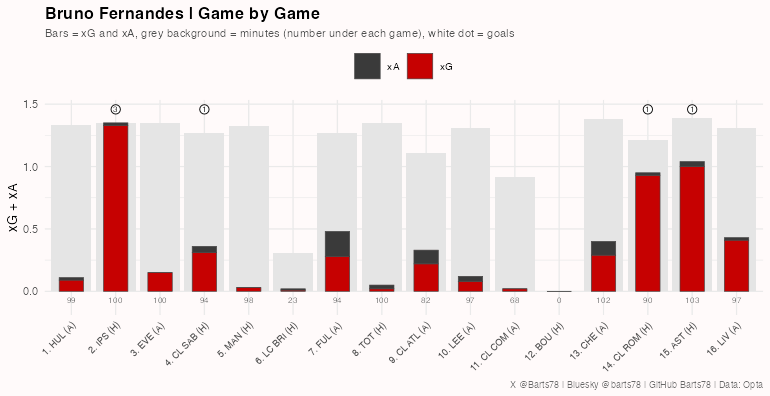 Bruno Fernandes | Game by Game
Bars = xG and xA, grey background = minutes (number under each game), white dot = goals
xA xG
xG + xA
1.5
1.0
0.5
0.0
3 1 1 1
99 100 100 94 98 23 94 100 82 97 68 0 102 90 103 97
1. HUL (A)
2. IPS (H)
3. EVE (A)
4. CL SAB (H)
5. MAN (H)
6. LC BRI (H)
7. FUL (A)
8. TOT (H)
9. CL ATL (A)
10. LEE (A)
11. CL COM (A)
12. BOU (H)
13. CHE (A)
14. CL ROM (H)
15. AST (H)
16. LIV (A)
X @Barts78 | Bluesky @barts78 | GitHub Barts78 | Data: Opta